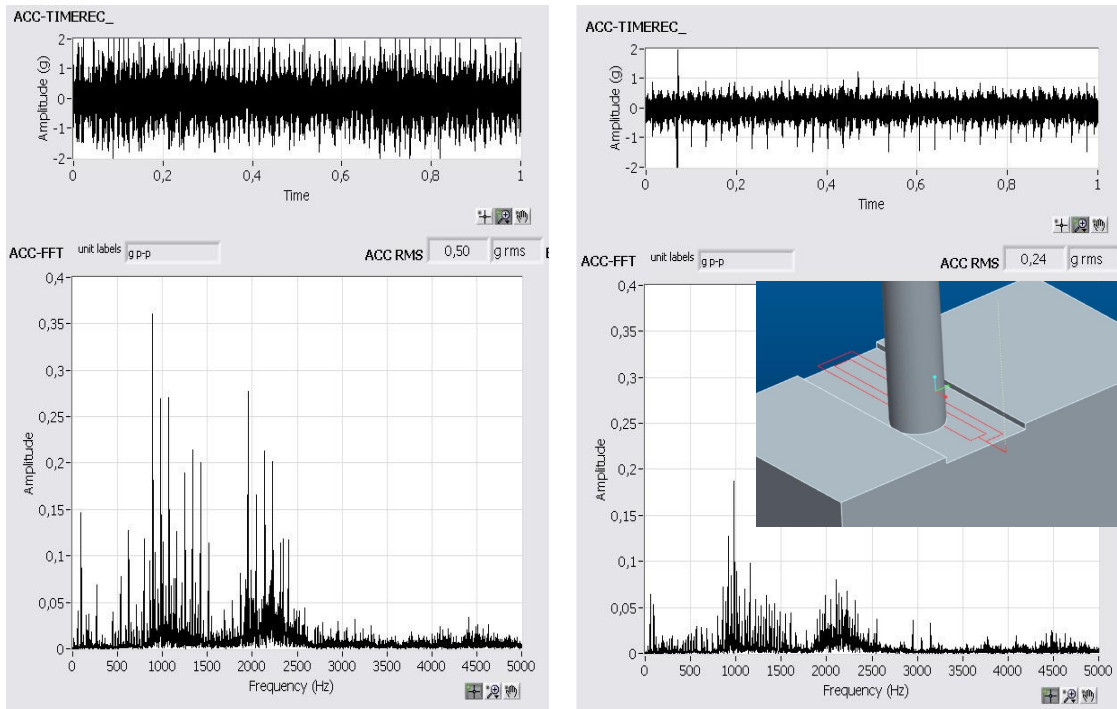 ACC-TIMEREC_
Amplitude (g)
2
1
0
-1
-2
0 0,2 0,4 0,6 0,8 1
Time
ACC-FFT unit labels g p-p ACC RMS 0,50 g rms
Amplitude
0,4
0,35
0,3
0,25
0,2
0,15
0,1
0,05
0
0 500 1000 1500 2000 2500 3000 3500 4000 4500 5000
Frequency (Hz)
ACC-TIMEREC_
Amplitude (g)
2
1
0
-1
-2
0 0,2 0,4 0,6 0,8 1
Time
ACC-FFT unit labels g p-p ACC RMS 0,24 g rms
Amplitude
0,4
0,35
0,3
0,25
0,2
0,15
0,1
0,05
0
0 500 1000 1500 2000 2500 3000 3500 4000 4500 5000
Frequency (Hz)